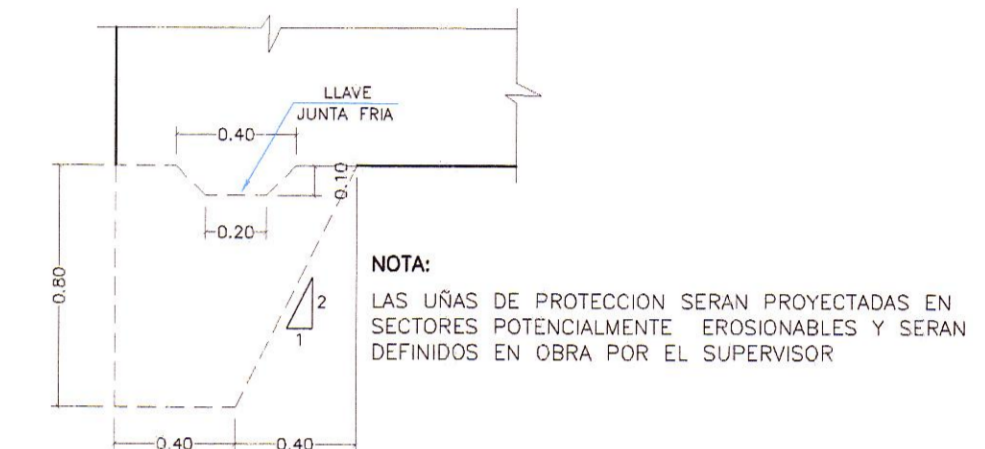 LLAVE
JUNTA FRIA
0.40
0.10
0.20
0.80
2
1
NOTA:
LAS UÑAS DE PROTECCION SERAN PROYECTADAS EN
SECTORES POTENCIALMENTE EROSIONABLES Y SERAN
DEFINIDOS EN OBRA POR EL SUPERVISOR
0.40
0.40